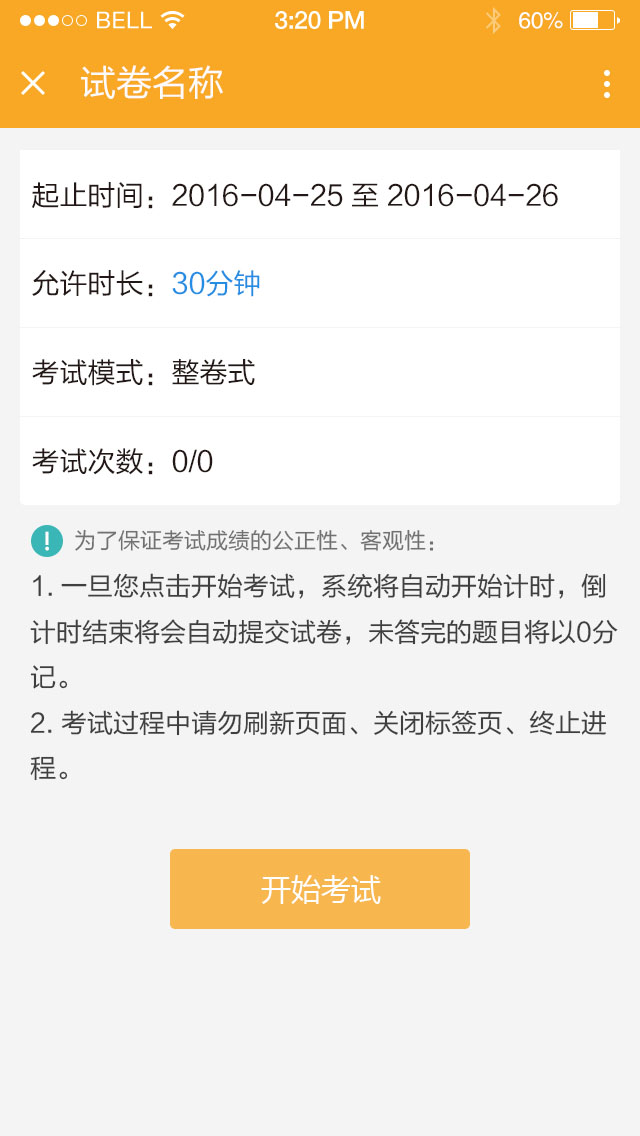 BELL 3:20 PM 60%
试卷名称
起止时间：2016-04-25 至 2016-04-26
允许时长：30分钟
考试模式：整卷式
考试次数：0/0
为了保证考试成绩的公正性、客观性：
1. 一旦您点击开始考试，系统将自动开始计时，倒
计时结束将会自动提交试卷，未答完的题目将以0分
记。
2. 考试过程中请勿刷新页面、关闭标签页、终止进
程。
开始考试